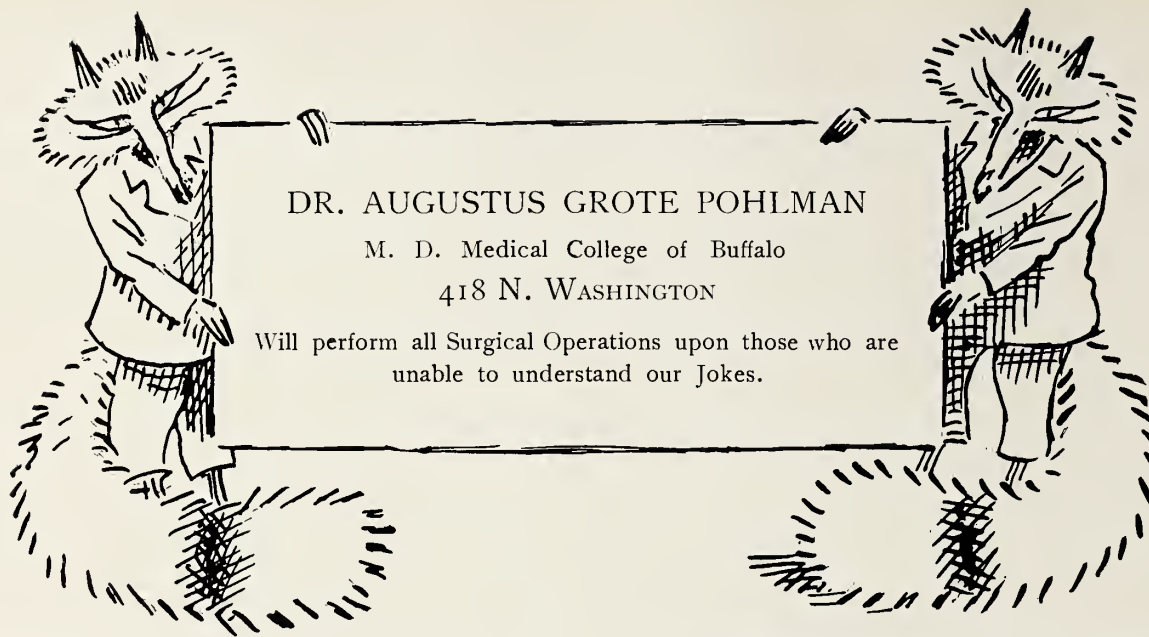 DR. AUGUSTUS GROTE POHLMAN
M. D. Medical College of Buffalo
418 N. WASHINGTON
Will perform all Surgical Operations upon those who are
unable to understand our Jokes.